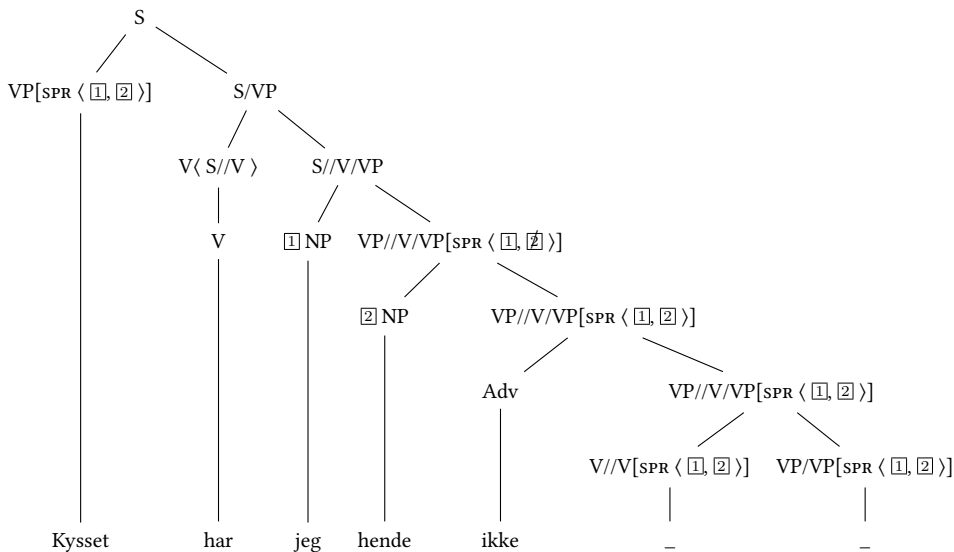 S
VP[SPR ⟨ 1, 2 ⟩] S/VP
V⟨ S//V ⟩ S//V/VP
V 1 NP VP//V/VP[SPR ⟨ 1, 2̸ ⟩]
2 NP VP//V/VP[SPR ⟨ 1, 2 ⟩]
Adv VP//V/VP[SPR ⟨ 1, 2 ⟩]
V//V[SPR ⟨ 1, 2 ⟩] VP/VP[SPR ⟨ 1, 2 ⟩]
Kysset har jeg hende ikke _ _